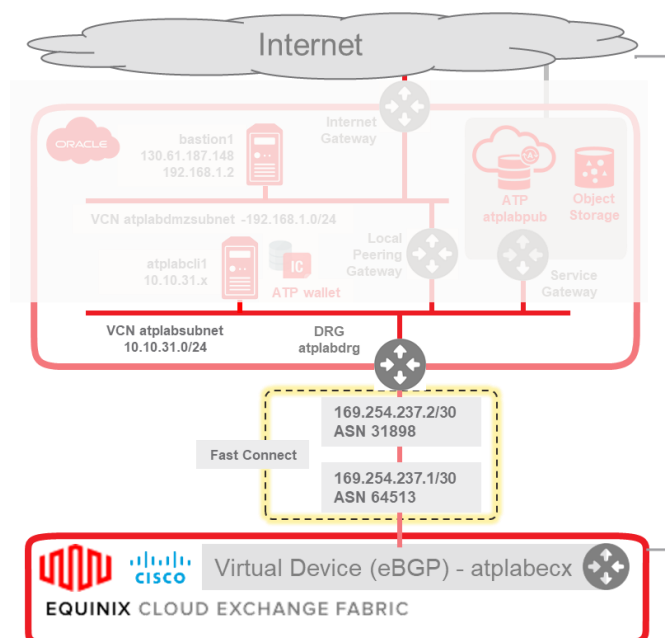 Internet
Internet
Gateway
ORACLE
bastion1
130.61.187.148
192.168.1.2
ATP
atplabpub
Object
Storage
VCN atplabdmzsubnet -192.168.1.0/24
Local
Peering
Gateway
atplabcli1
10.10.31.x
IC
ATP wallet
Service
Gateway
VCN atplabsubnet
10.10.31.0/24
DRG
atplabdrg
169.254.237.2/30
ASN 31898
Fast Connect
169.254.237.1/30
ASN 64513
CISCO
Virtual Device (eBGP) - atplabecx
EQUINIX CLOUD EXCHANGE FABRIC